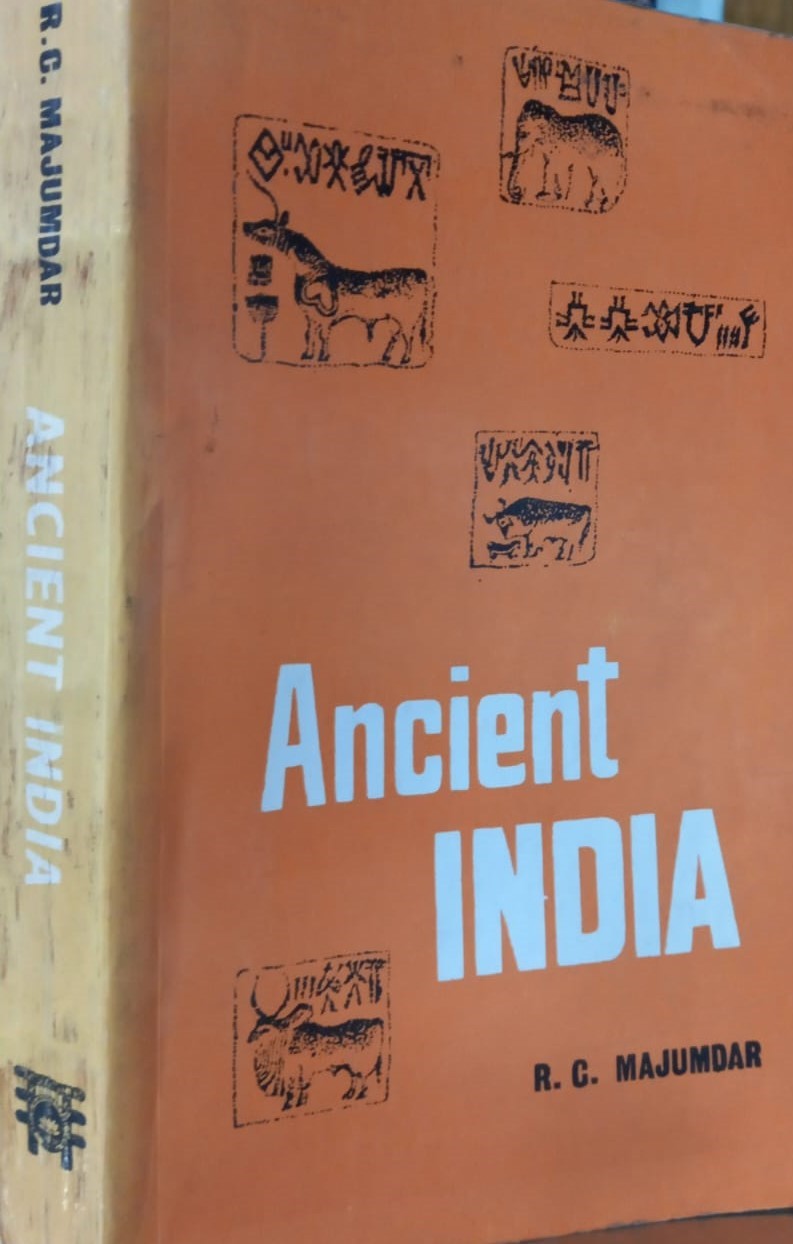 R.C. MAJUMDAR
ANCIENT INDIA
Ancient
INDIA
R. C. MAJUMDAR